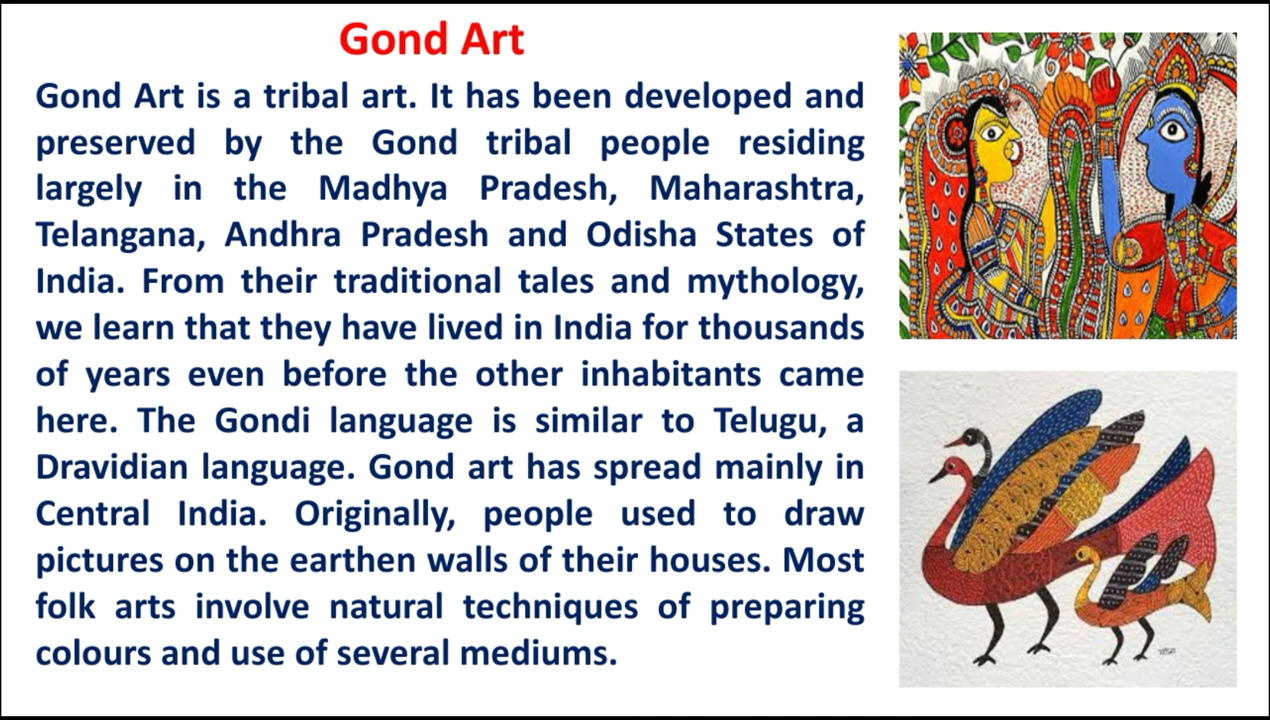 Gond Art
Gond Art is a tribal art. It has been developed and
preserved by the Gond tribal people residing
largely in the Madhya Pradesh, Maharashtra,
Telangana, Andhra Pradesh and Odisha States of
India. From their traditional tales and mythology,
we learn that they have lived in India for thousands
of years even before the other inhabitants came
here. The Gondi language is similar to Telugu, a
Dravidian language. Gond art has spread mainly in
Central India. Originally, people used to draw
pictures on the earthen walls of their houses. Most
folk arts involve natural techniques of preparing
colours and use of several mediums.